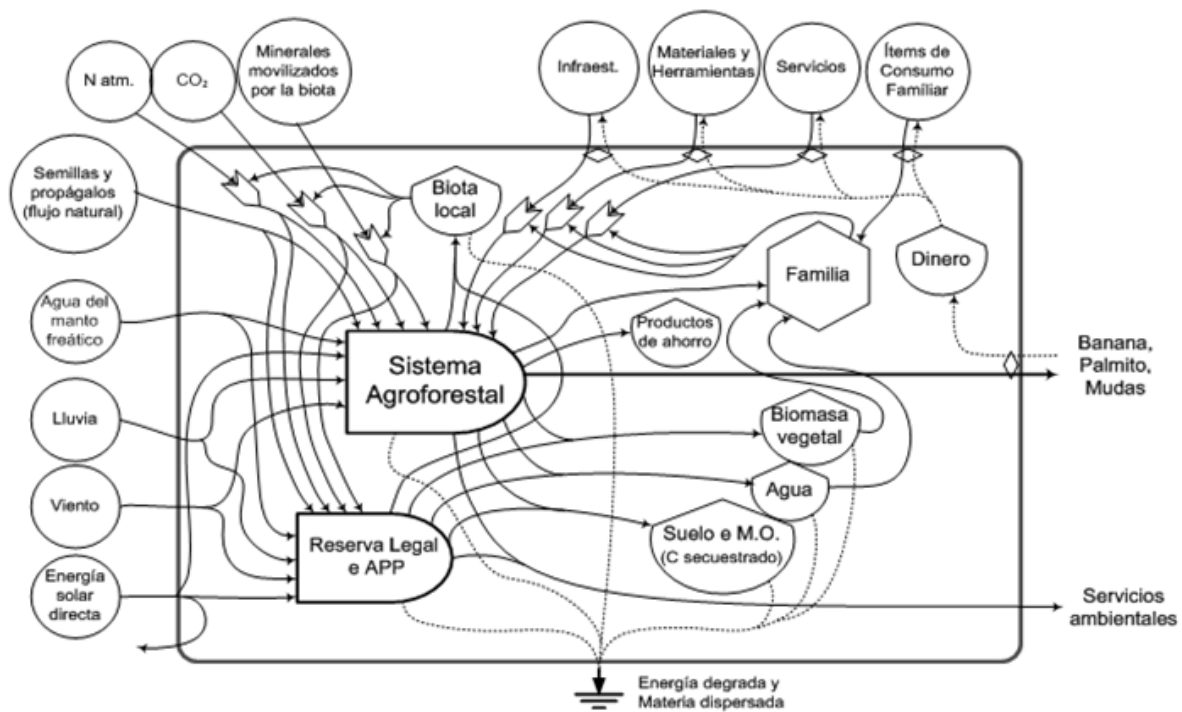 N atm.
CO₂
Minerales
movilizados
por la biota
Infraest.
Materiales y
Herramientas
Servicios
Ítems de
Consumo
Famíliar
Semillas y
propágalos
(flujo natural)
Biota
local
Familia
Dinero
Agua del
manto
freático
Productos
de ahorro
Sistema
Agroforestal
Banana,
Palmito,
Mudas
Lluvia
Biomasa
vegetal
Viento
Agua
Reserva Legal
e APP
Suelo e M.O.
(C secuestrado)
Energía
solar
directa
Servicios
ambientales
Energía degrada y
Materia dispersada